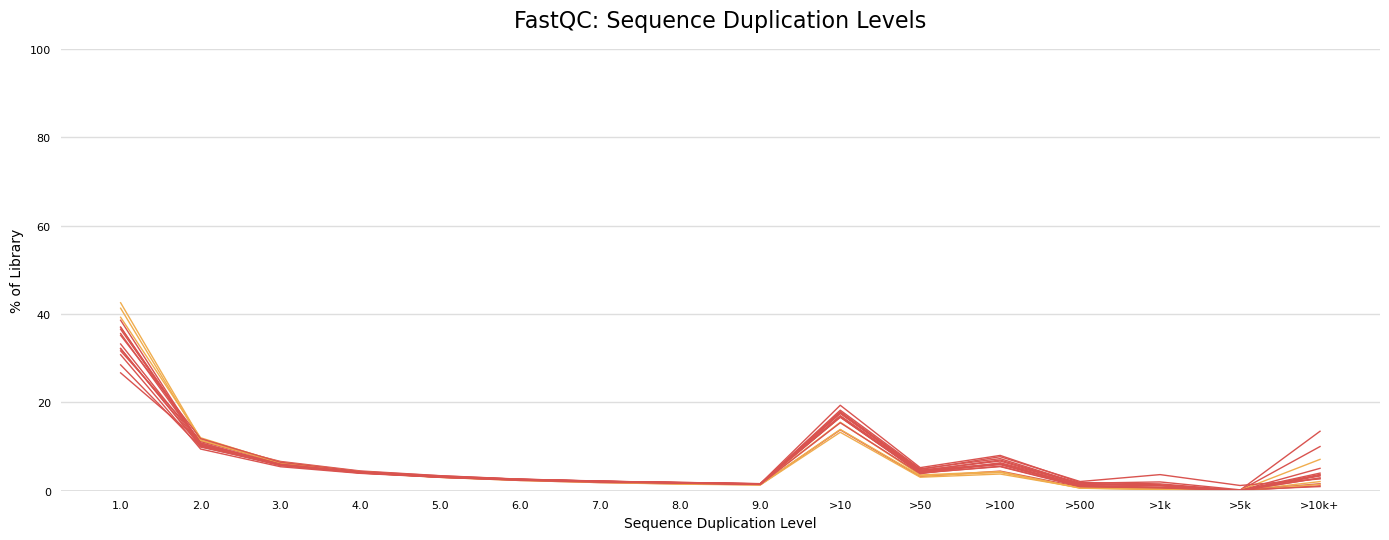 FastQC: Sequence Duplication Levels
100
80
60
40
20
0
% of Library
1.0 2.0 3.0 4.0 5.0 6.0 7.0 8.0 9.0 >10 >50 >100 >500 >1k >5k >10k+
Sequence Duplication Level